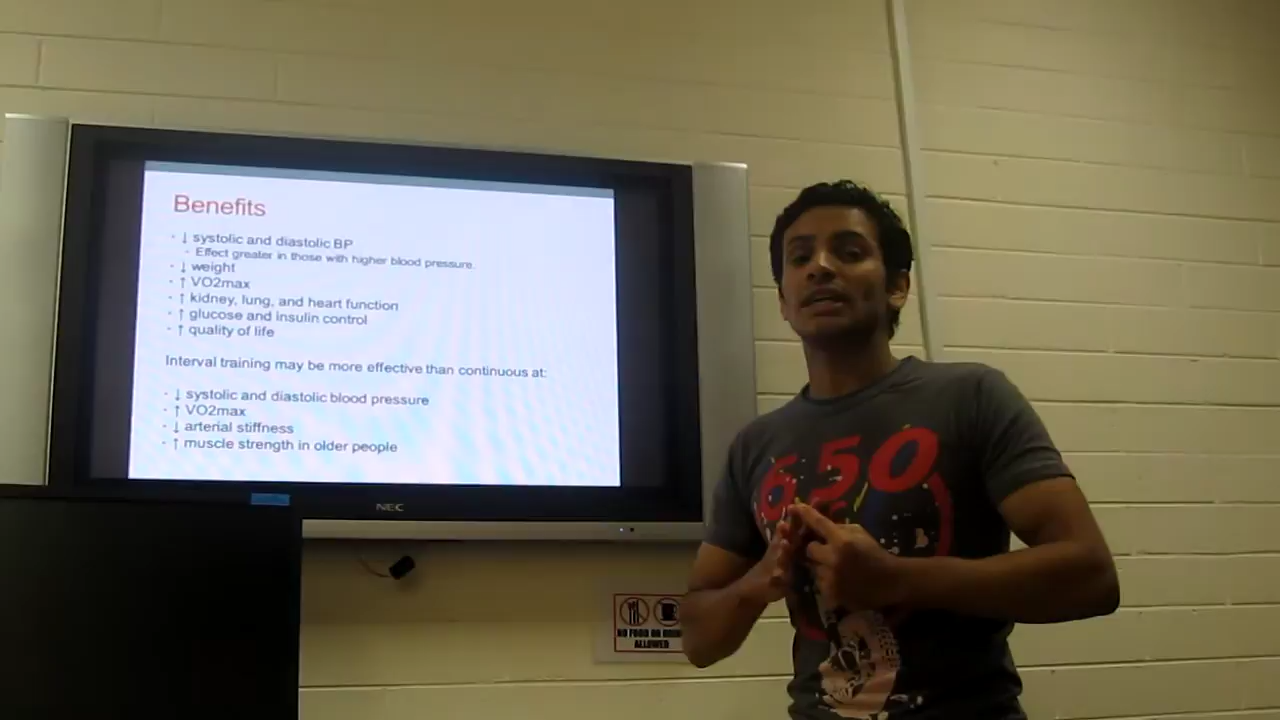 Benefits
· ↓ systolic and diastolic BP
- Effect greater in those with higher blood pressure.
· ↓ weight
· ↑ VO2max
· ↑ kidney, lung, and heart function
· ↑ glucose and insulin control
· ↑ quality of life
Interval training may be more effective than continuous at:
· ↓ systolic and diastolic blood pressure
· ↑ VO2max
· ↓ arterial stiffness
· ↑ muscle strength in older people
NEC
650
NO FOOD OR
ALLOWED